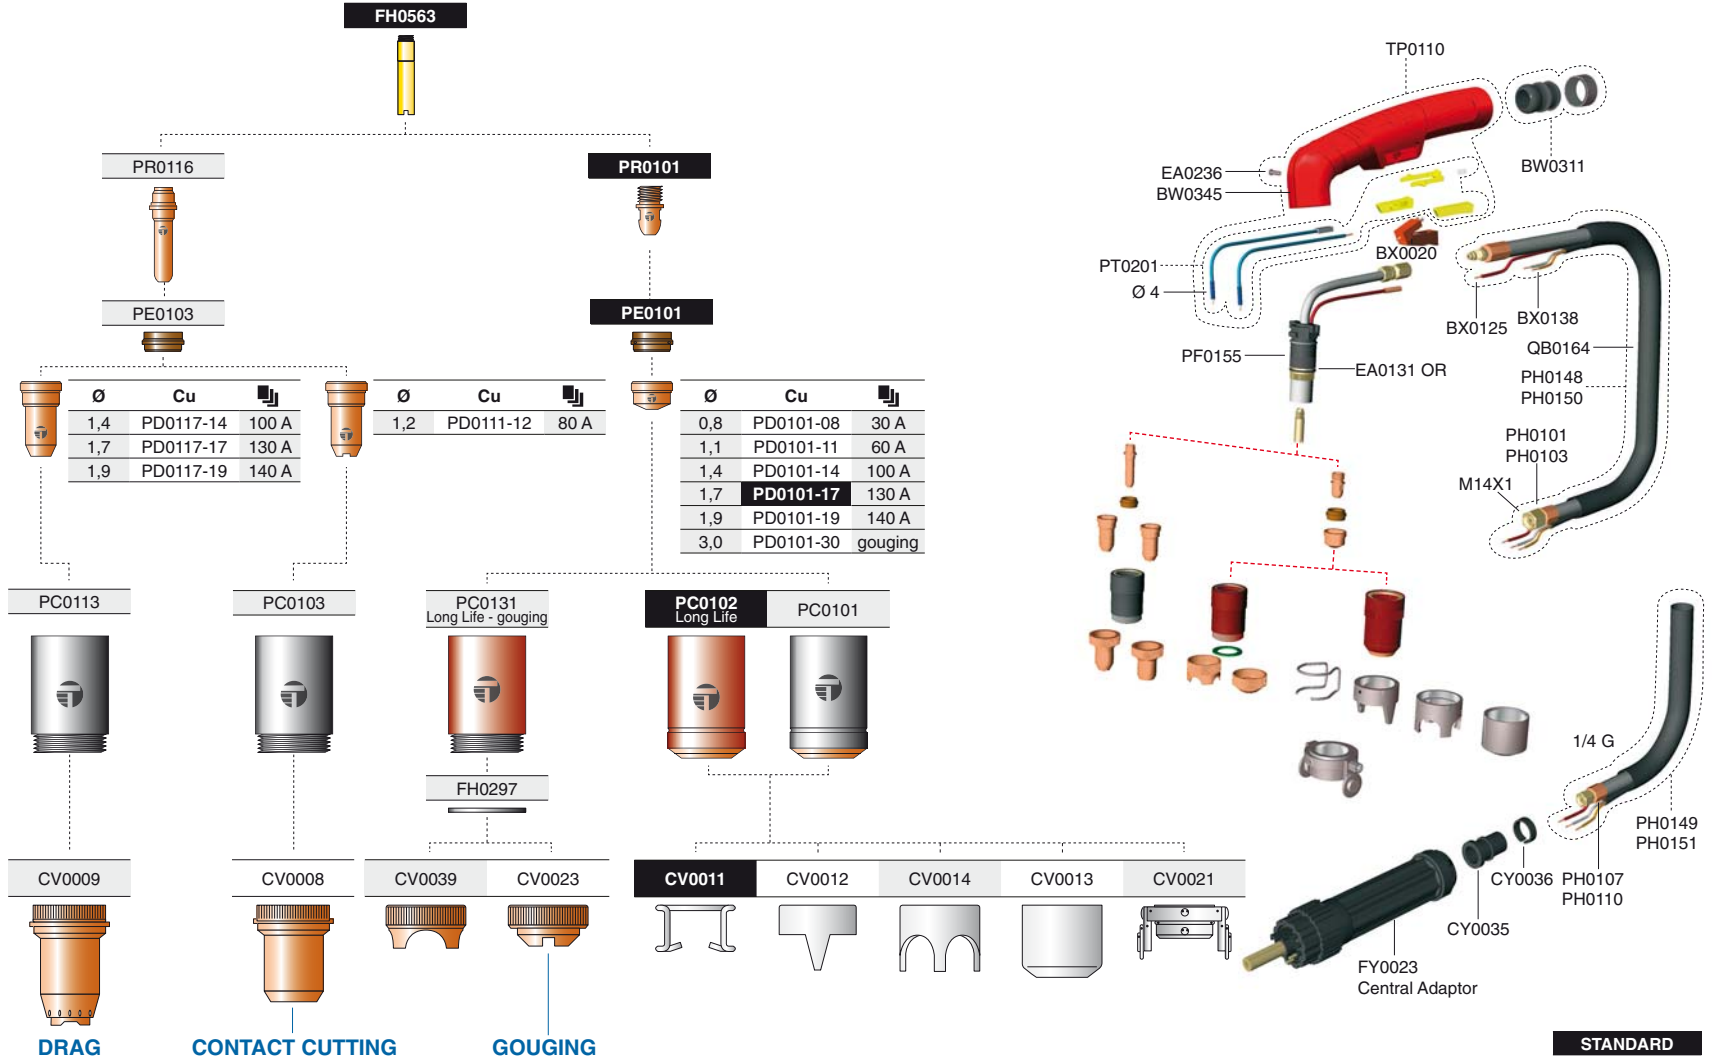 FH0563
PR0116
PR0101
PE0103
PE0101
Ø Cu
1,4 PD0117-14 100 A
1,7 PD0117-17 130 A
1,9 PD0117-19 140 A
Ø Cu
1,2 PD0111-12 80 A
Ø Cu
0,8 PD0101-08 30 A
1,1 PD0101-11 60 A
1,4 PD0101-14 100 A
1,7 PD0101-17 130 A
1,9 PD0101-19 140 A
3,0 PD0101-30 gouging
PC0113
PC0103
PC0131
Long Life - gouging
PC0102
Long Life
PC0101
FH0297
CV0009
CV0008
CV0039
CV0023
CV0011
CV0012
CV0014
CV0013
CV0021
DRAG
CONTACT CUTTING
GOUGING
TP0110
BW0311
EA0236
BW0345
PT0201
Ø 4
BX0020
BX0125
BX0138
QB0164
PF0155
EA0131 OR
PH0148
PH0150
PH0101
PH0103
M14X1
1/4 G
PH0149
PH0151
CY0036
PH0107
PH0110
CY0035
FY0023
Central Adaptor
STANDARD